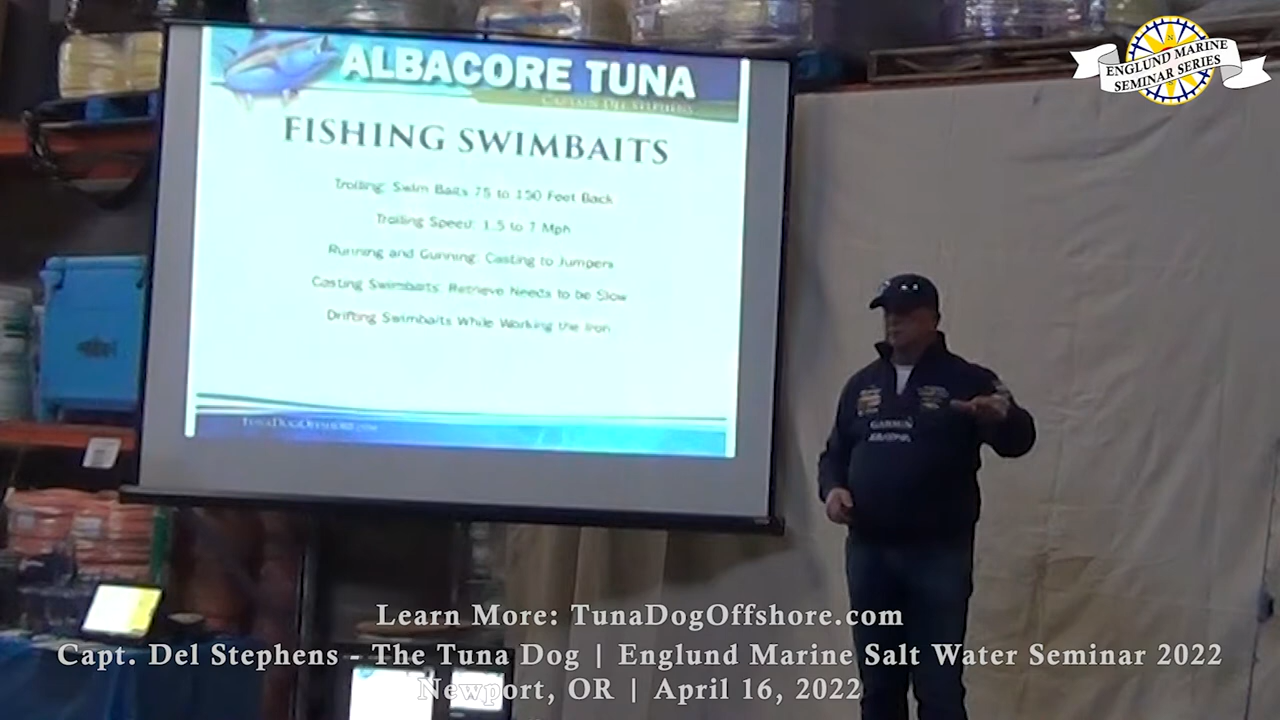 ENGLUND MARINE
SEMINAR SERIES
ALBACORE TUNA
CAPTAIN DEL STEPHENS
FISHING SWIMBAITS
Trolling: Swim Baits 75 to 150 Feet Back
Trolling Speed: 1.5 to 7 Mph
Running and Gunning: Casting to Jumpers
Casting Swimbaits: Retrieve Needs to be Slow
Drifting Swimbaits While Working the Iron
TUNADOGOFFSHORE.COM
GARMIN
Learn More: TunaDogOffshore.com
Capt. Del Stephens - The Tuna Dog | Englund Marine Salt Water Seminar 2022
Newport, OR | April 16, 2022